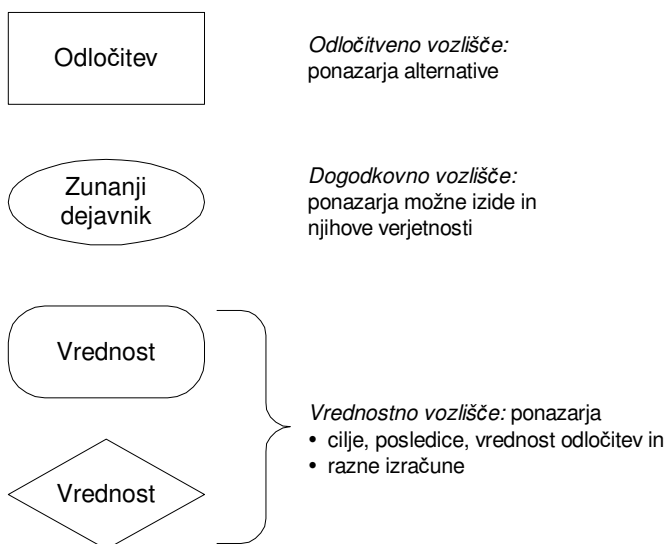 Odločitev
Odločitveno vozlišče:
ponazarja alternative
Zunanji
dejavnik
Dogodkovno vozlišče:
ponazarja možne izide in
njihove verjetnosti
Vrednost
Vrednostno vozlišče: ponazarja
• cilje, posledice, vrednost odločitev in
• razne izračune
Vrednost